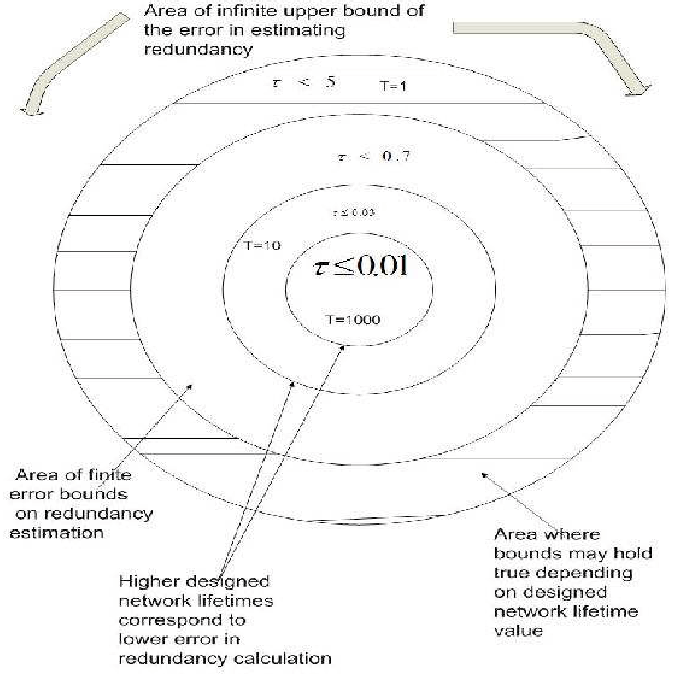 Area of infinite upper bound of
the error in estimating
redundancy
τ < 5 T=1
τ < 0.7
τ ≤ 0.03
T=10
τ≤0.01
T=1000
Area of finite
error bounds
on redundancy
estimation
Area where
bounds may hold
true depending
on designed
network lifetime
value
Higher designed
network lifetimes
correspond to
lower error in
redundancy calculation